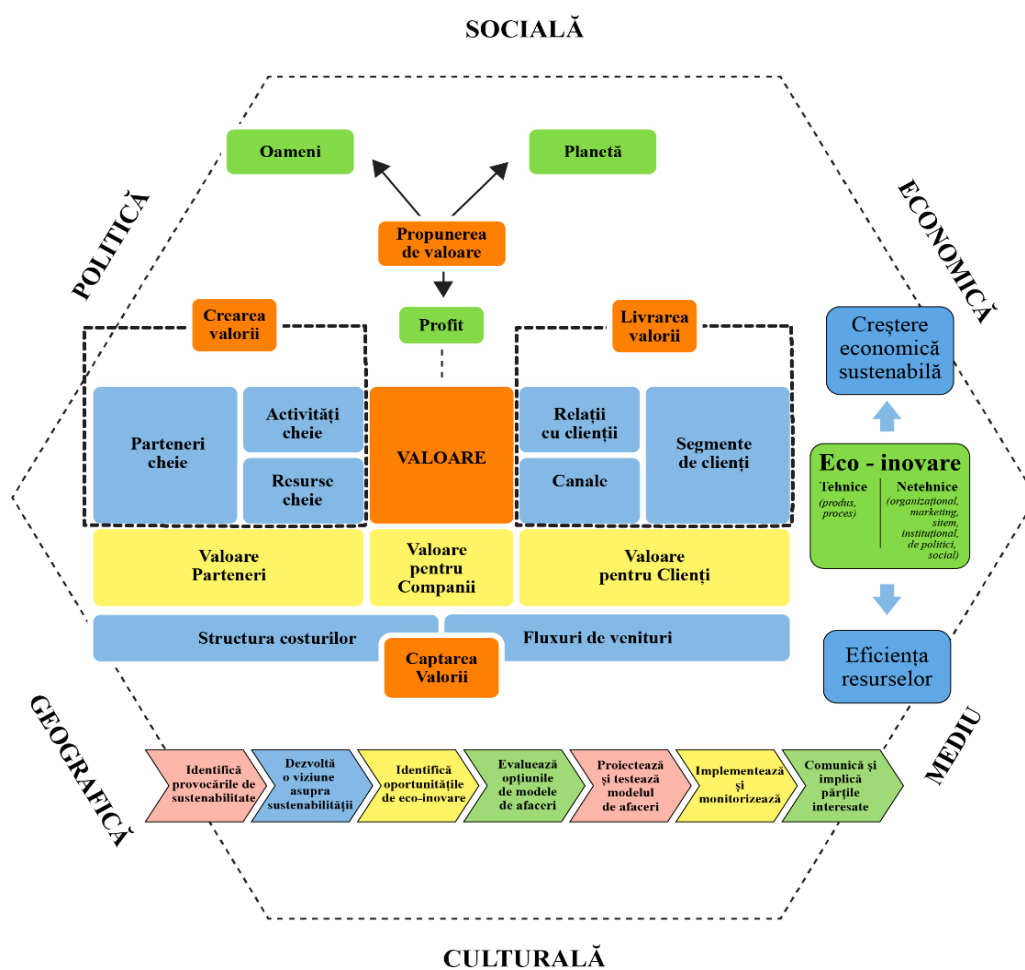 SOCIALĂ
POLITICĂ
ECONOMICĂ
Oameni
Planetă
Propunerea
de valoare
Profit
Crearea
valorii
Livrarea
valorii
Parteneri
cheie
Activități
cheie
Resurse
cheie
VALOARE
Relații
cu clienții
Canale
Segmente
de clienți
Valoare
Parteneri
Valoare
pentru
Companii
Valoare
pentru Clienți
Structura costurilor
Fluxuri de venituri
Captarea
Valorii
Creștere
economică
sustenabilă
Eco - inovare
Tehnice
(produs,
proces)
Netehnice
(organizațional,
marketing,
sitem,
instituțional,
de politici,
social)
Eficiența
resurselor
GEOGRAFICĂ
MEDIU
Identifică
provocările de
sustenabilitate
Dezvoltă
o viziune
asupra
sustenabilității
Identifică
oportunitățile
de eco-inovare
Evaluează
opțiunile
de modele
de afaceri
Proiectează
și testează
modelul
de afaceri
Implementează
și
monitorizează
Comunică și
implică
părțile
interesate
CULTURALĂ